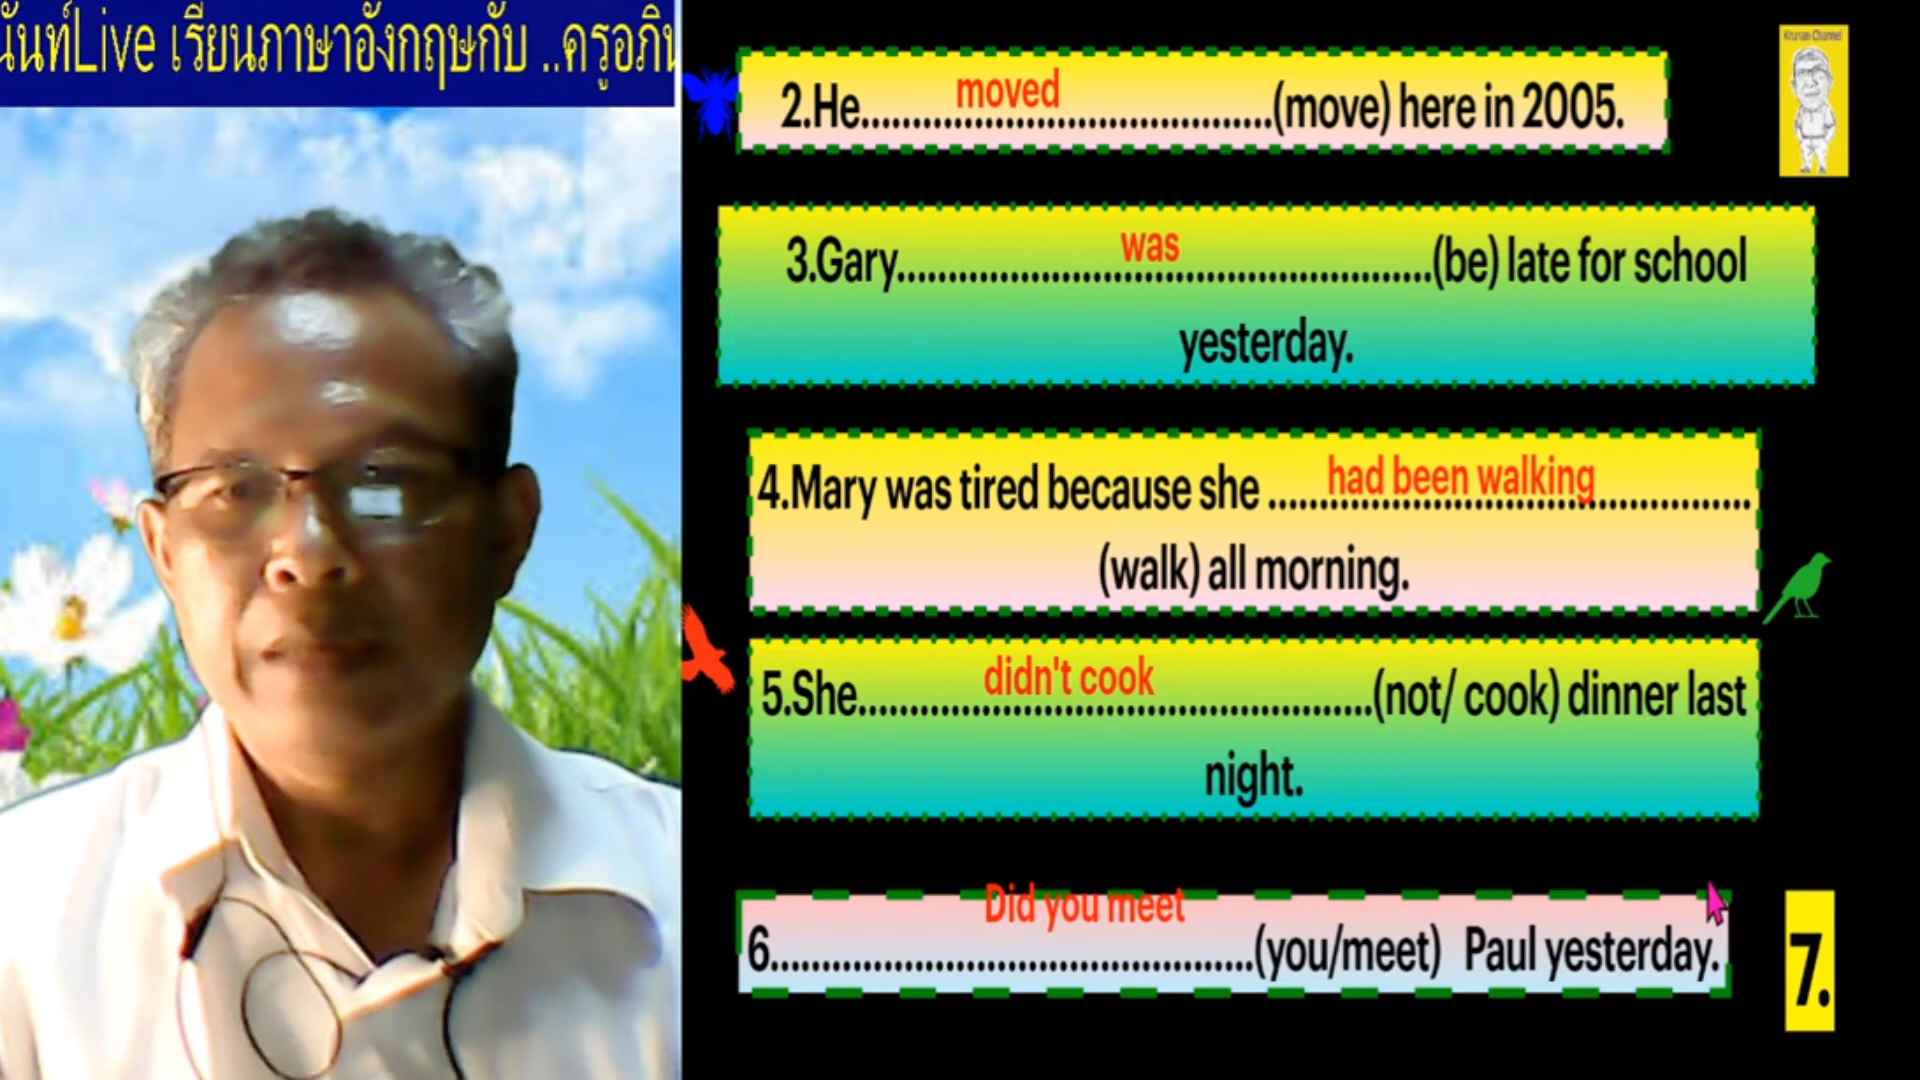 นันท์Live เรียนภาษาอังกฤษกับ ..ครูอภิน
Krunan Channel
moved
2.He........................................(move) here in 2005.
was
3.Gary....................................................(be) late for school
yesterday.
had been walking
4.Mary was tired because she ...............................................
(walk) all morning.
didn't cook
5.She..................................................(not/ cook) dinner last
night.
Did you meet
6...............................................(you/meet) Paul yesterday.
7.